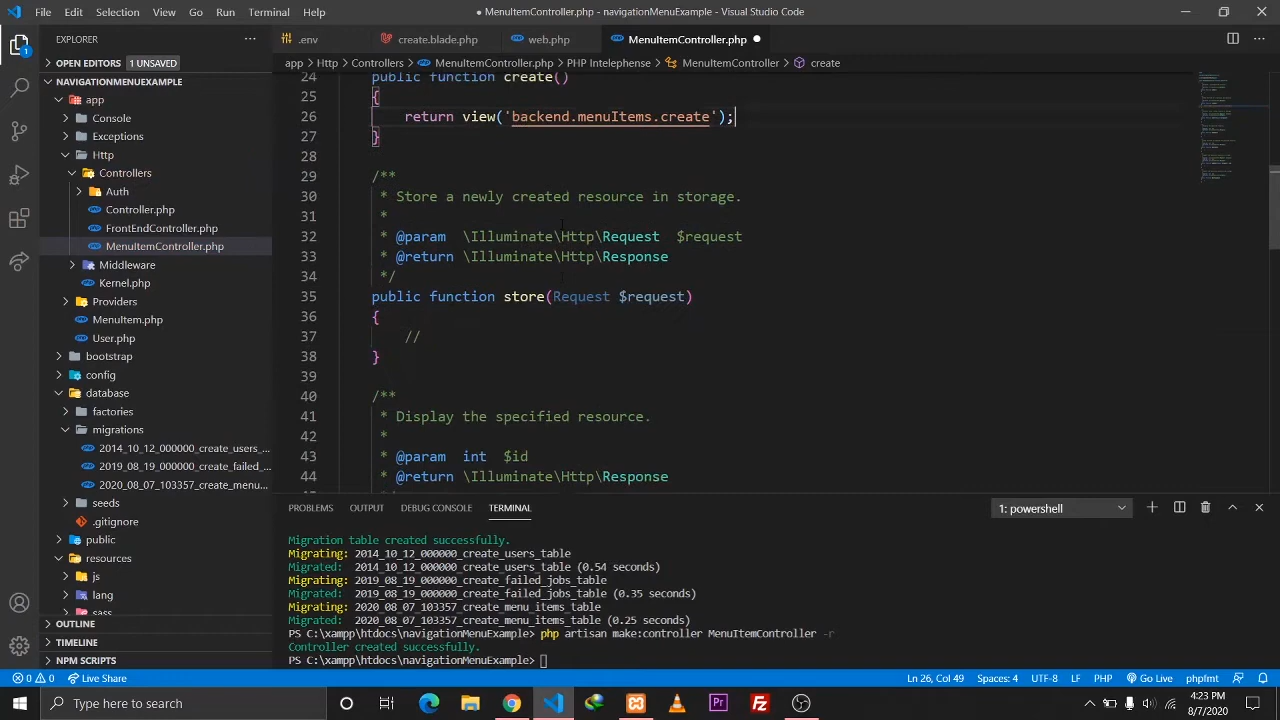 File Edit Selection View Go Run Terminal Help
MenuItemController.php - navigationMenuExample - Visual Studio Code
EXPLORER
.env
create.blade.php
web.php
MenuItemController.php
OPEN EDITORS 1 UNSAVED
app > Http > Controllers > MenuItemController.php > PHP Intelephense > MenuItemController > create
NAVIGATIONMENUEXAMPLE
app
Console
Exceptions
Http
Controllers
Auth
Controller.php
FrontEndController.php
MenuItemController.php
Middleware
Kernel.php
Providers
MenuItem.php
User.php
bootstrap
config
database
factories
migrations
2014_10_12_000000_create_users_...
2019_08_19_000000_create_failed_...
2020_08_07_103357_create_menu...
seeds
.gitignore
public
resources
js
lang
sass
OUTLINE
TIMELINE
NPM SCRIPTS
24 public function create()
25 {
26 return view('backend.menuItems.create');
27 }
28
29 /**
30 * Store a newly created resource in storage.
31 *
32 * @param \Illuminate\Http\Request $request
33 * @return \Illuminate\Http\Response
34 */
35 public function store(Request $request)
36 {
37 //
38 }
39
40 /**
41 * Display the specified resource.
42 *
43 * @param int $id
44 * @return \Illuminate\Http\Response
PROBLEMS OUTPUT DEBUG CONSOLE TERMINAL
1: powershell
Migration table created successfully.
Migrating: 2014_10_12_000000_create_users_table
Migrated: 2014_10_12_000000_create_users_table (0.54 seconds)
Migrating: 2019_08_19_000000_create_failed_jobs_table
Migrated: 2019_08_19_000000_create_failed_jobs_table (0.35 seconds)
Migrating: 2020_08_07_103357_create_menu_items_table
Migrated: 2020_08_07_103357_create_menu_items_table (0.25 seconds)
PS C:\xampp\htdocs\navigationMenuExample> php artisan make:controller MenuItemController -r
Controller created successfully.
PS C:\xampp\htdocs\navigationMenuExample>
0 0 Live Share
Ln 26, Col 49 Spaces: 4 UTF-8 LF PHP Go Live phpfmt
Type here to search
4:23 PM
8/7/2020